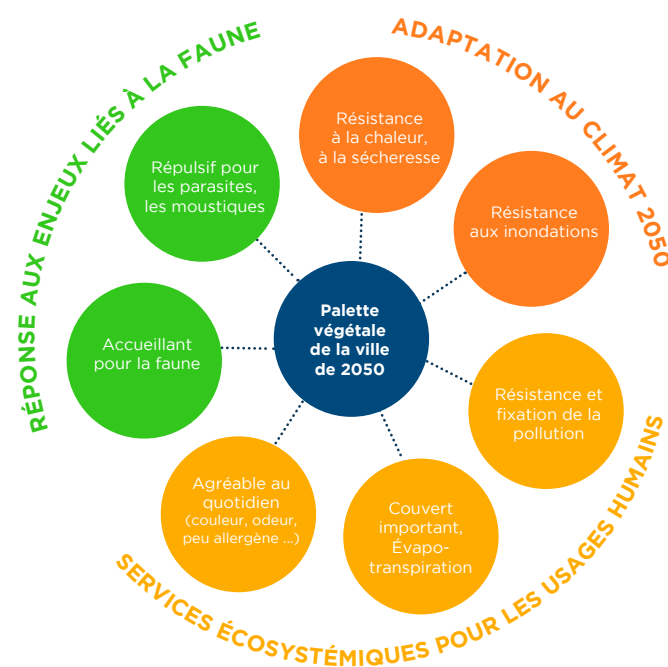 RÉPONSE AUX ENJEUX LIÉS À LA FAUNE
ADAPTATION AU CLIMAT 2050
Résistance
à la chaleur,
à la sécheresse
Répulsif pour
les parasites,
les moustiques
Résistance
aux inondations
Palette
végétale
de la ville
de 2050
Accueillant
pour la faune
Résistance et
fixation de la
pollution
Agréable au
quotidien
(couleur, odeur,
peu allergène ...)
Couvert
important,
Évapo-
transpiration
SERVICES ÉCOSYSTÉMIQUES POUR LES USAGES HUMAINS